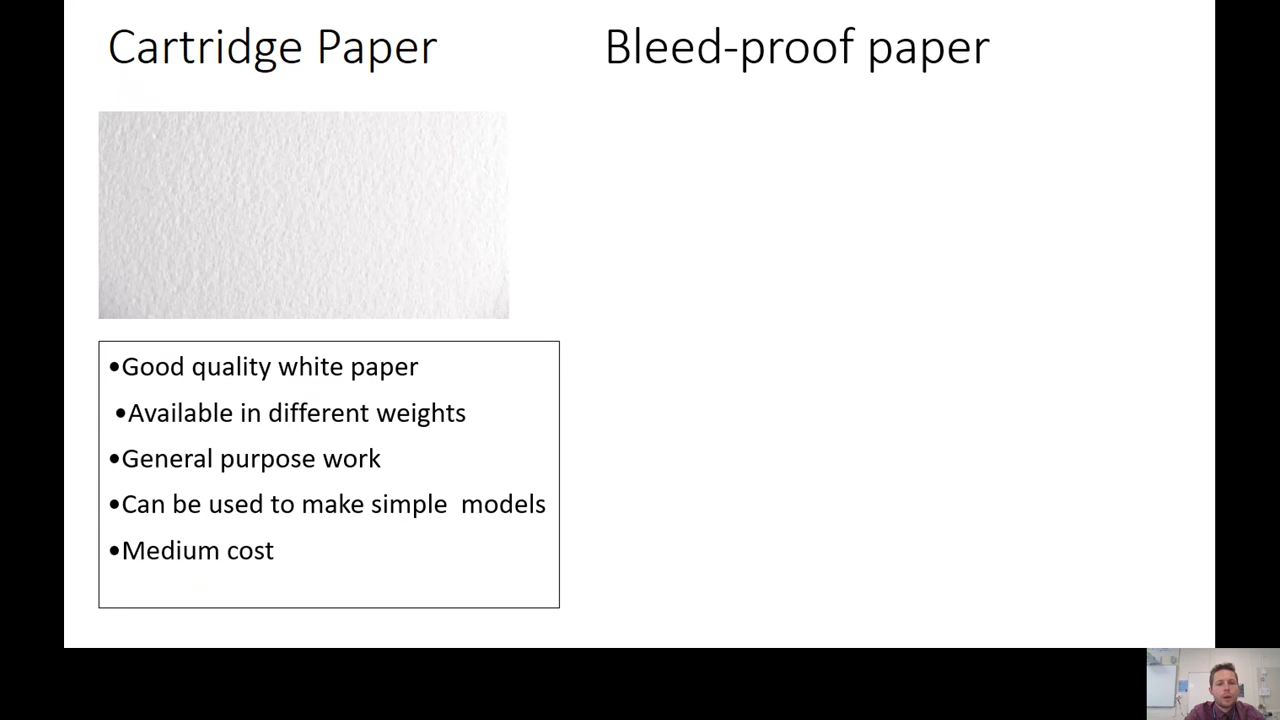 Cartridge Paper
Bleed-proof paper
•Good quality white paper
•Available in different weights
•General purpose work
•Can be used to make simple models
•Medium cost